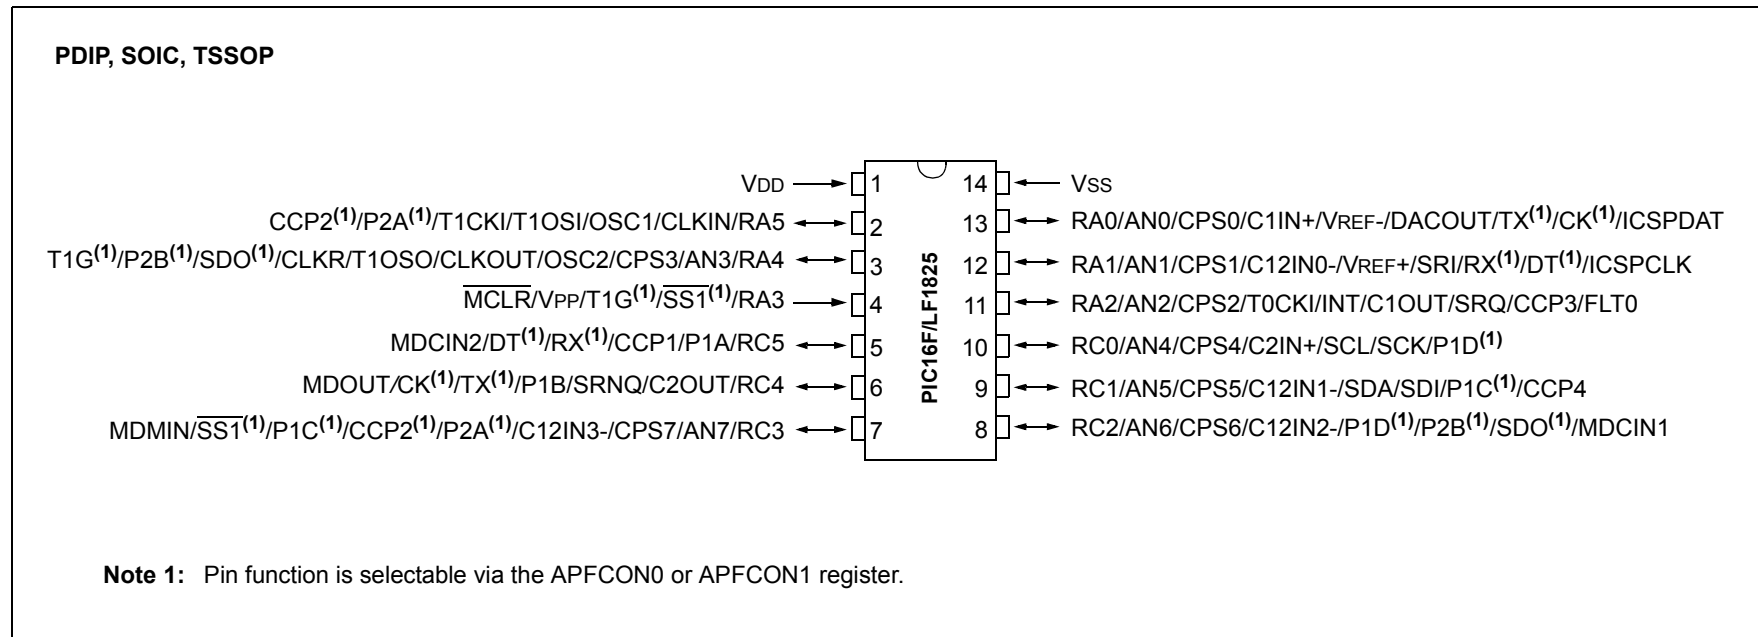 PDIP, SOIC, TSSOP
VDD 1 14 VSS
CCP2(1)/P2A(1)/T1CKI/T1OSI/OSC1/CLKIN/RA5 2 13 RA0/AN0/CPS0/C1IN+/VREF-/DACOUT/TX(1)/CK(1)/ICSPDAT
T1G(1)/P2B(1)/SDO(1)/CLKR/T1OSO/CLKOUT/OSC2/CPS3/AN3/RA4 3 12 RA1/AN1/CPS1/C12IN0-/VREF+/SRI/RX(1)/DT(1)/ICSPCLK
MCLR/VPP/T1G(1)/SS1(1)/RA3 4 11 RA2/AN2/CPS2/T0CKI/INT/C1OUT/SRQ/CCP3/FLT0
MDCIN2/DT(1)/RX(1)/CCP1/P1A/RC5 5 10 RC0/AN4/CPS4/C2IN+/SCL/SCK/P1D(1)
MDOUT/CK(1)/TX(1)/P1B/SRNQ/C2OUT/RC4 6 9 RC1/AN5/CPS5/C12IN1-/SDA/SDI/P1C(1)/CCP4
MDMIN/SS1(1)/P1C(1)/CCP2(1)/P2A(1)/C12IN3-/CPS7/AN7/RC3 7 8 RC2/AN6/CPS6/C12IN2-/P1D(1)/P2B(1)/SDO(1)/MDCIN1
PIC16F/LF1825
Note 1: Pin function is selectable via the APFCON0 or APFCON1 register.